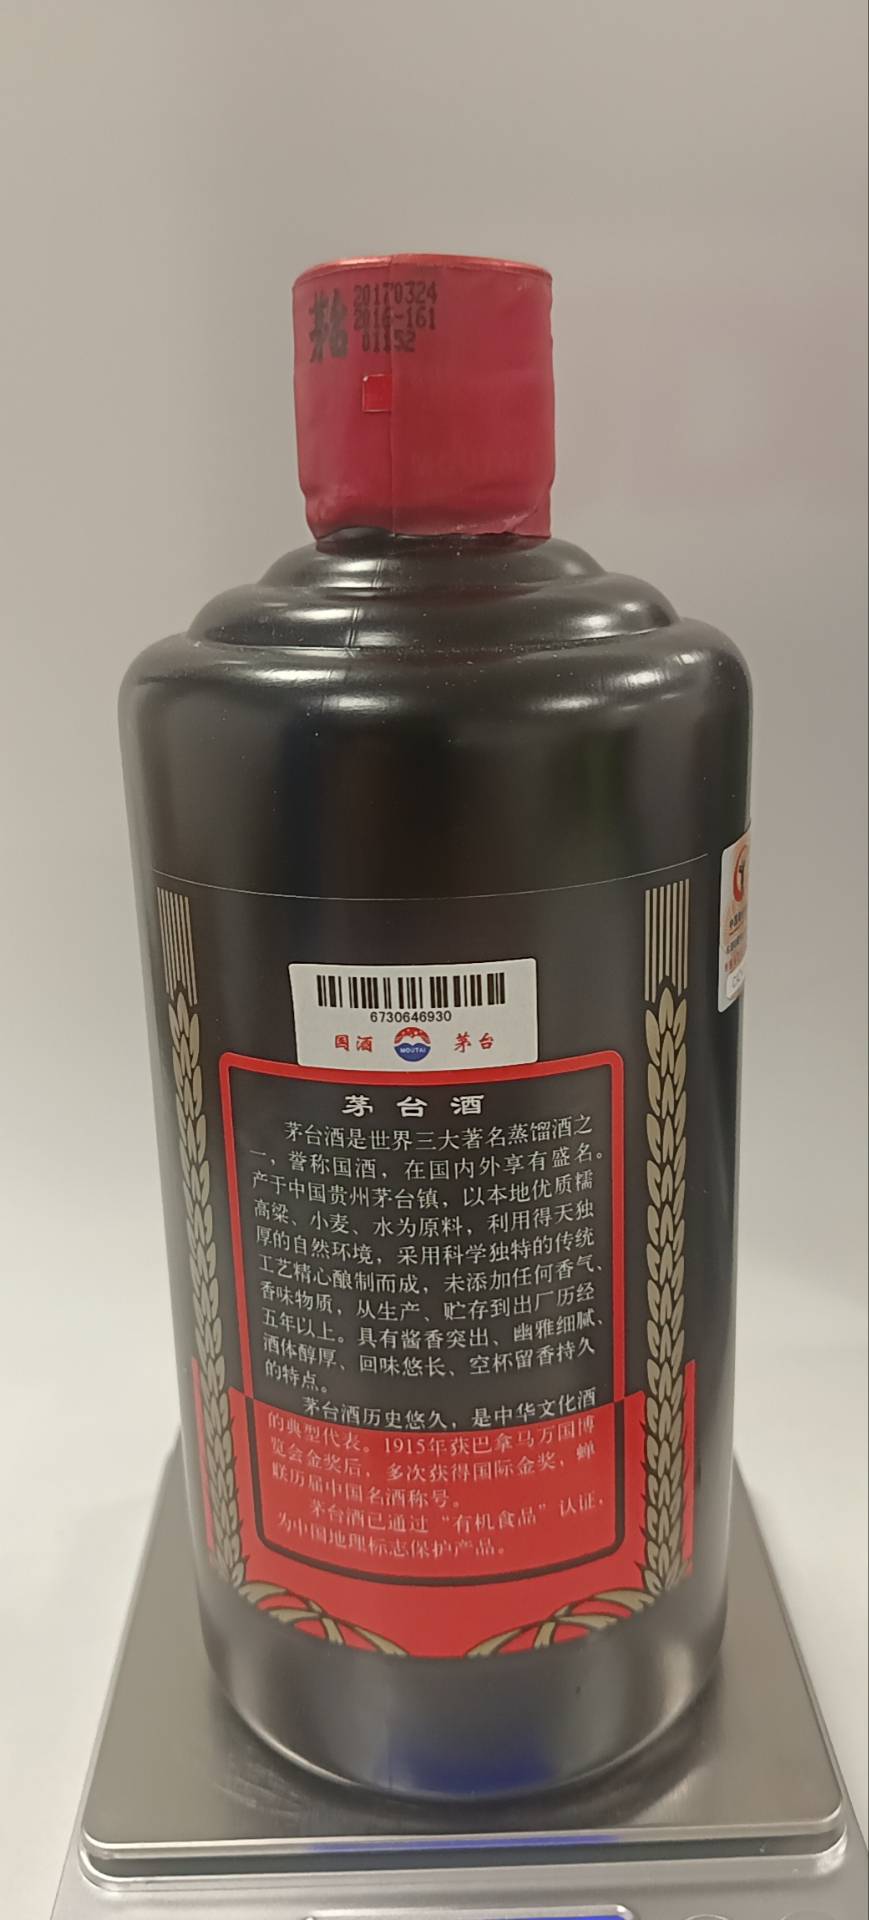 茅台
20170324
2016-161
01152
6730646930
国酒
MOUTAI
茅台
茅台酒
茅台酒是世界三大著名蒸馏酒之
一，誉称国酒，在国内外享有盛名。
产于中国贵州茅台镇，以本地优质糯
高粱、小麦、水为原料，利用得天独
厚的自然环境，采用科学独特的传统
工艺精心酿制而成，未添加任何香气、
香味物质，从生产、贮存到出厂历经
五年以上。具有酱香突出、幽雅细腻、
酒体醇厚、回味悠长、空杯留香持久
的特点。
茅台酒历史悠久，是中华文化酒
的典型代表。1915年获巴拿马万国博
览会金奖后，多次获得国际金奖，蝉
联历届中国名酒称号。
茅台酒已通过“有机食品”认证，
为中国地理标志保护产品。